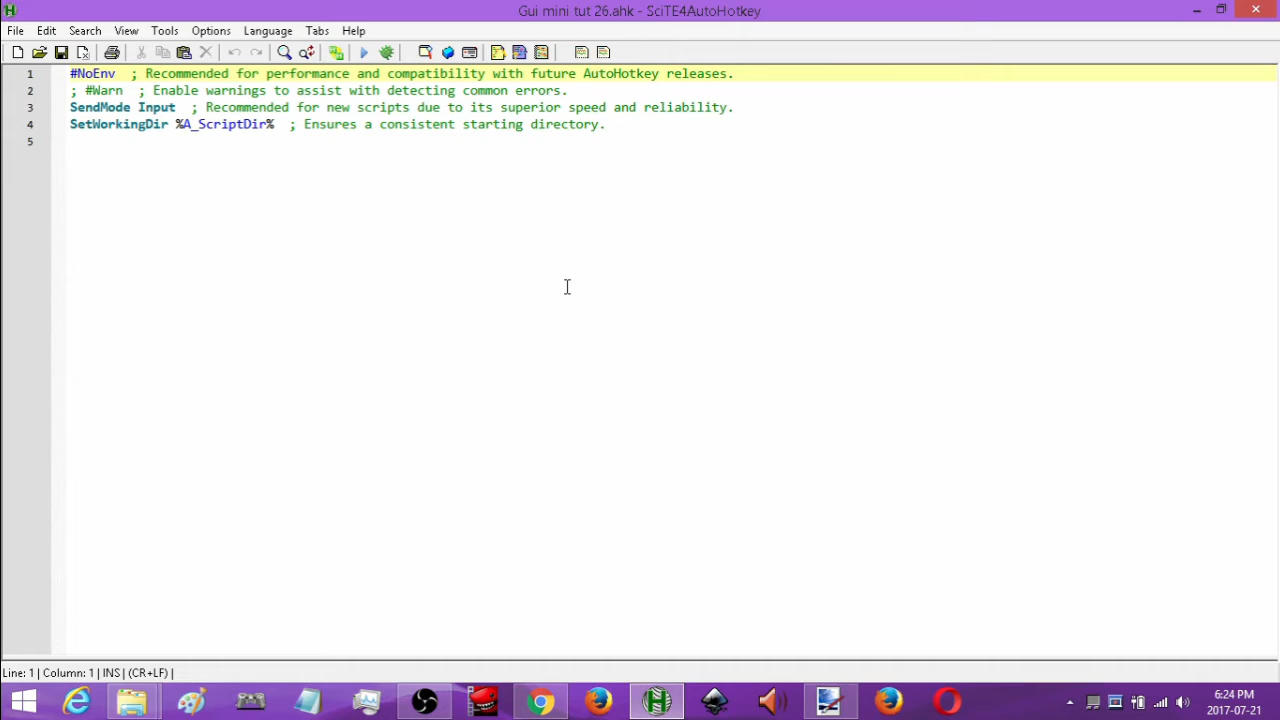 Gui mini tut 26.ahk - SciTE4AutoHotkey
File Edit Search View Tools Options Language Tabs Help
1 #NoEnv ; Recommended for performance and compatibility with future AutoHotkey releases.
2 ; #Warn ; Enable warnings to assist with detecting common errors.
3 SendMode Input ; Recommended for new scripts due to its superior speed and reliability.
4 SetWorkingDir %A_ScriptDir% ; Ensures a consistent starting directory.
5
Line: 1 | Column: 1 | INS | (CR+LF) |
6:24 PM
2017-07-21